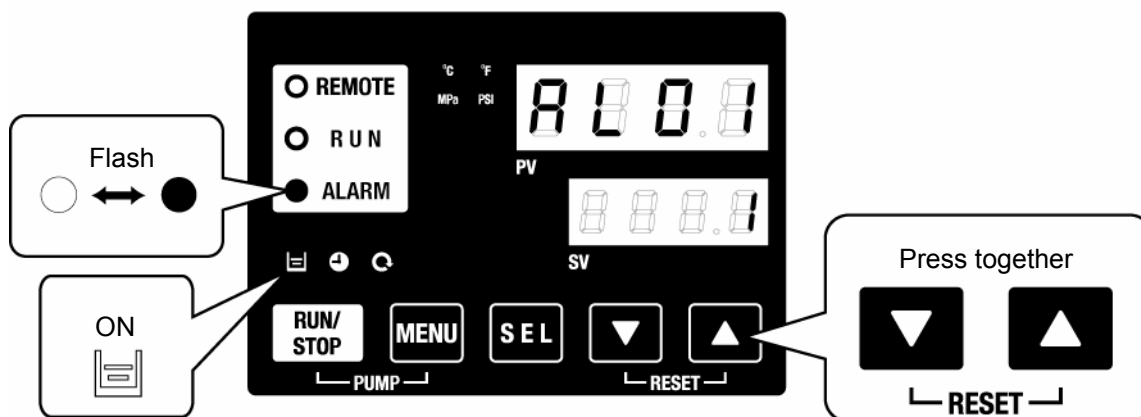 REMOTE
RUN
ALARM
°C °F
MPa PSI
AL01
PV
1
SV
Flash
ON
RUN/
STOP
MENU
SEL
PUMP
RESET
Press together
RESET